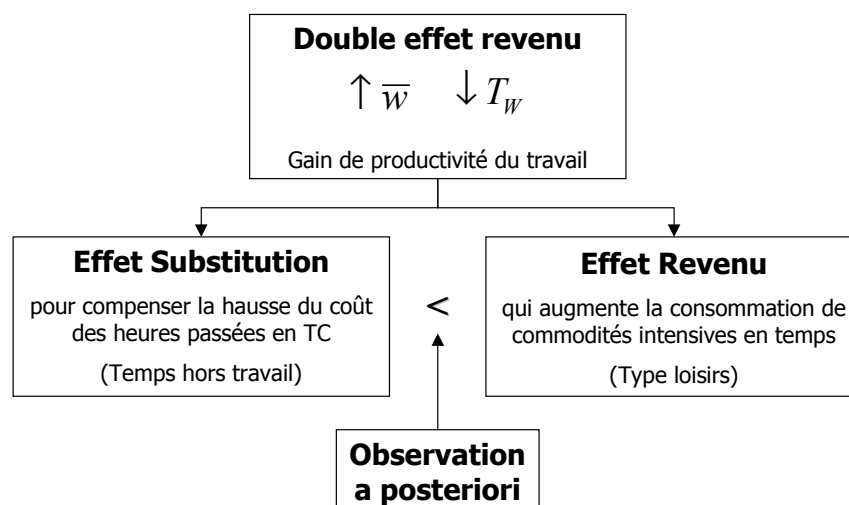 Double effet revenu
↑ w̅ ↓ T_W
Gain de productivité du travail
Effet Substitution
pour compenser la hausse du coût
des heures passées en TC
(Temps hors travail)
<
Effet Revenu
qui augmente la consommation de
commodités intensives en temps
(Type loisirs)
Observation
a posteriori